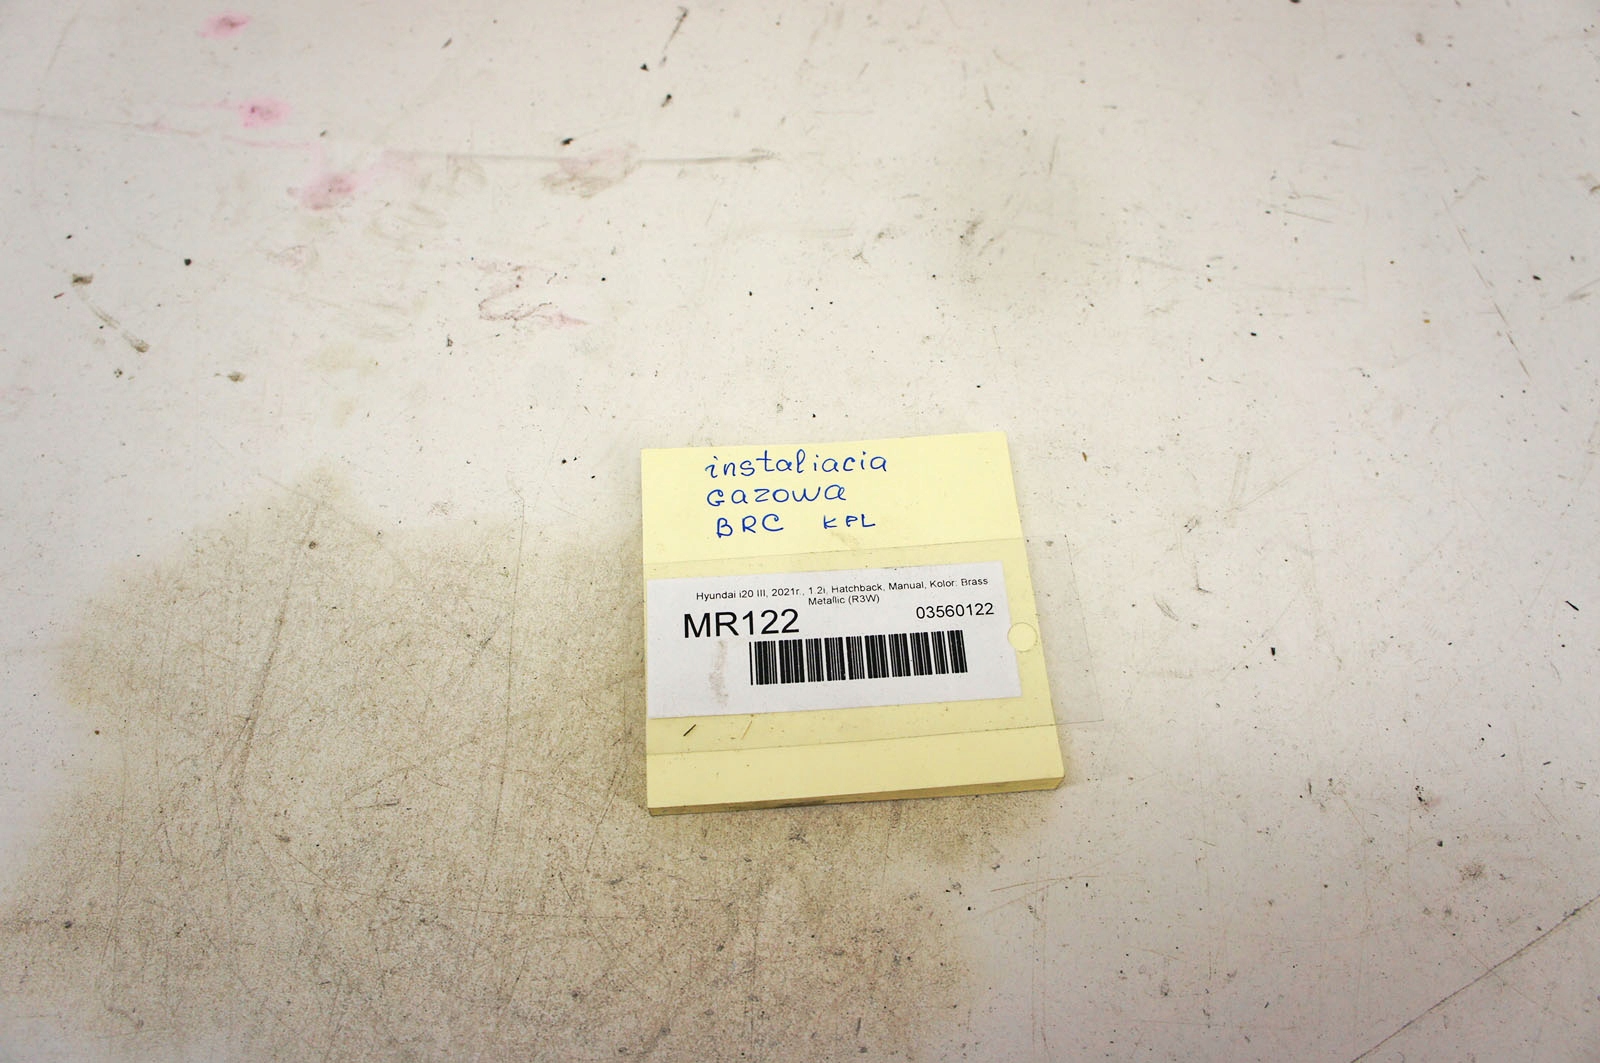 instaliacia
Gazowa
BRC KPL
Hyundai i20 III, 2021r., 1.2i, Hatchback, Manual, Kolor: Brass
Metallic (R3W)
MR122 03560122